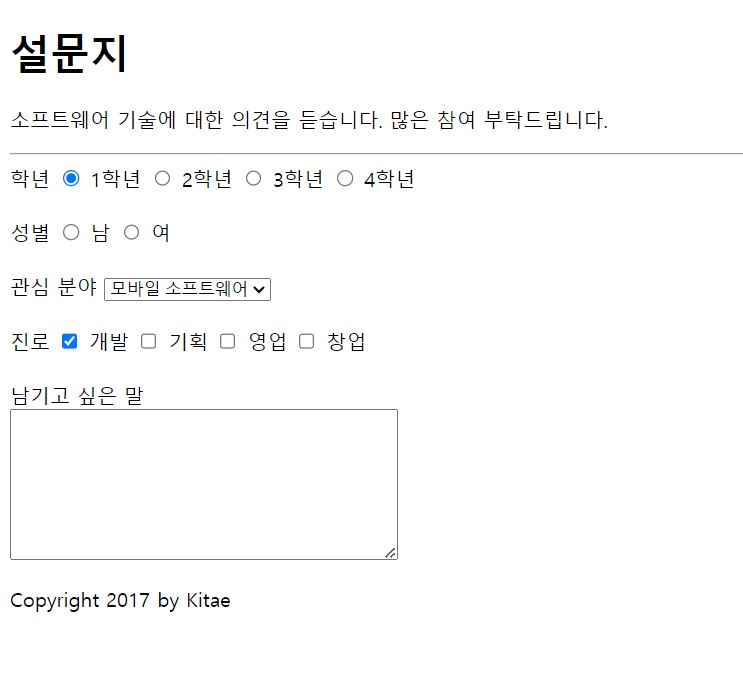 설문지
소프트웨어 기술에 대한 의견을 듣습니다. 많은 참여 부탁드립니다.
학년 1학년 2학년 3학년 4학년
성별 남 여
관심 분야 모바일 소프트웨어
진로 개발 기획 영업 창업
남기고 싶은 말
Copyright 2017 by Kitae